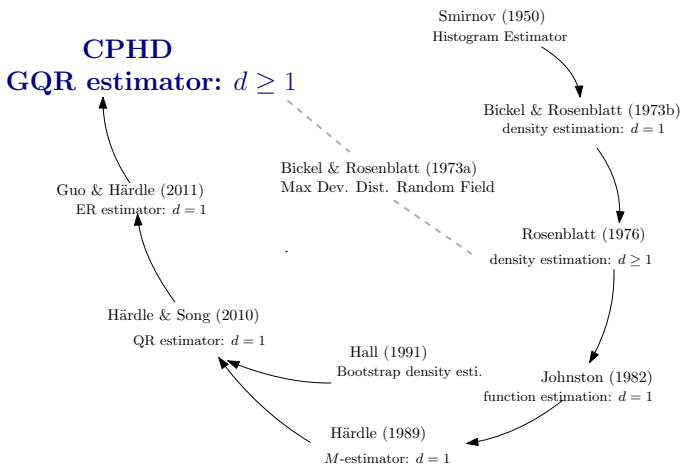 Smirnov (1950)
Histogram Estimator
CPHD
GQR estimator: d ≥ 1
Bickel & Rosenblatt (1973b)
density estimation: d = 1
Bickel & Rosenblatt (1973a)
Max Dev. Dist. Random Field
Guo & Härdle (2011)
ER estimator: d = 1
Rosenblatt (1976)
density estimation: d ≥ 1
Härdle & Song (2010)
QR estimator: d = 1
Hall (1991)
Bootstrap density esti.
Johnston (1982)
function estimation: d = 1
Härdle (1989)
M-estimator: d = 1